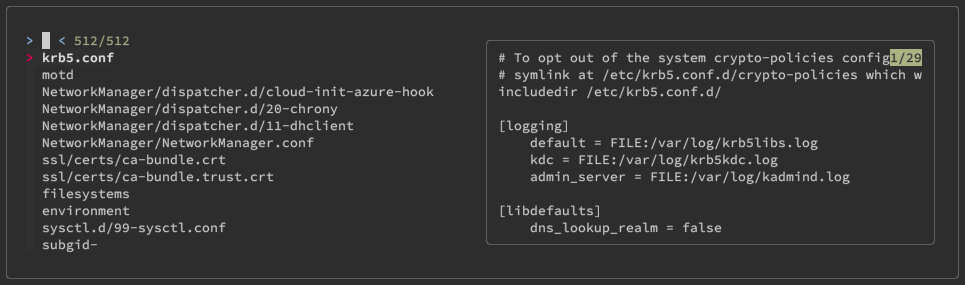 > < 512/512
> krb5.conf
motd
NetworkManager/dispatcher.d/cloud-init-azure-hook
NetworkManager/dispatcher.d/20-chrony
NetworkManager/dispatcher.d/11-dhclient
NetworkManager/NetworkManager.conf
ssl/certs/ca-bundle.crt
ssl/certs/ca-bundle.trust.crt
filesystems
environment
sysctl.d/99-sysctl.conf
subgid-
# To opt out of the system crypto-policies config1/29
# symlink at /etc/krb5.conf.d/crypto-policies which w
includedir /etc/krb5.conf.d/
[logging]
default = FILE:/var/log/krb5libs.log
kdc = FILE:/var/log/krb5kdc.log
admin_server = FILE:/var/log/kadmind.log
[libdefaults]
dns_lookup_realm = false